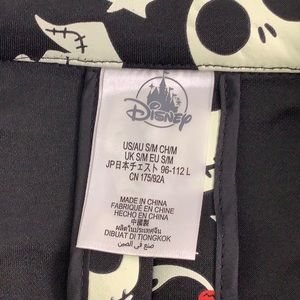 Disney
US/AU S/M CH/M
UK S/M EU S/M
JP日本チェスト 96-112 L
CN 175/92A
MADE IN CHINA
FABRIQUÉ EN CHINE
HECHO EN CHINA
中國製
ผลิตในประเทศจีน
DIBUAT DI TIONGKOK
صنع في الصين